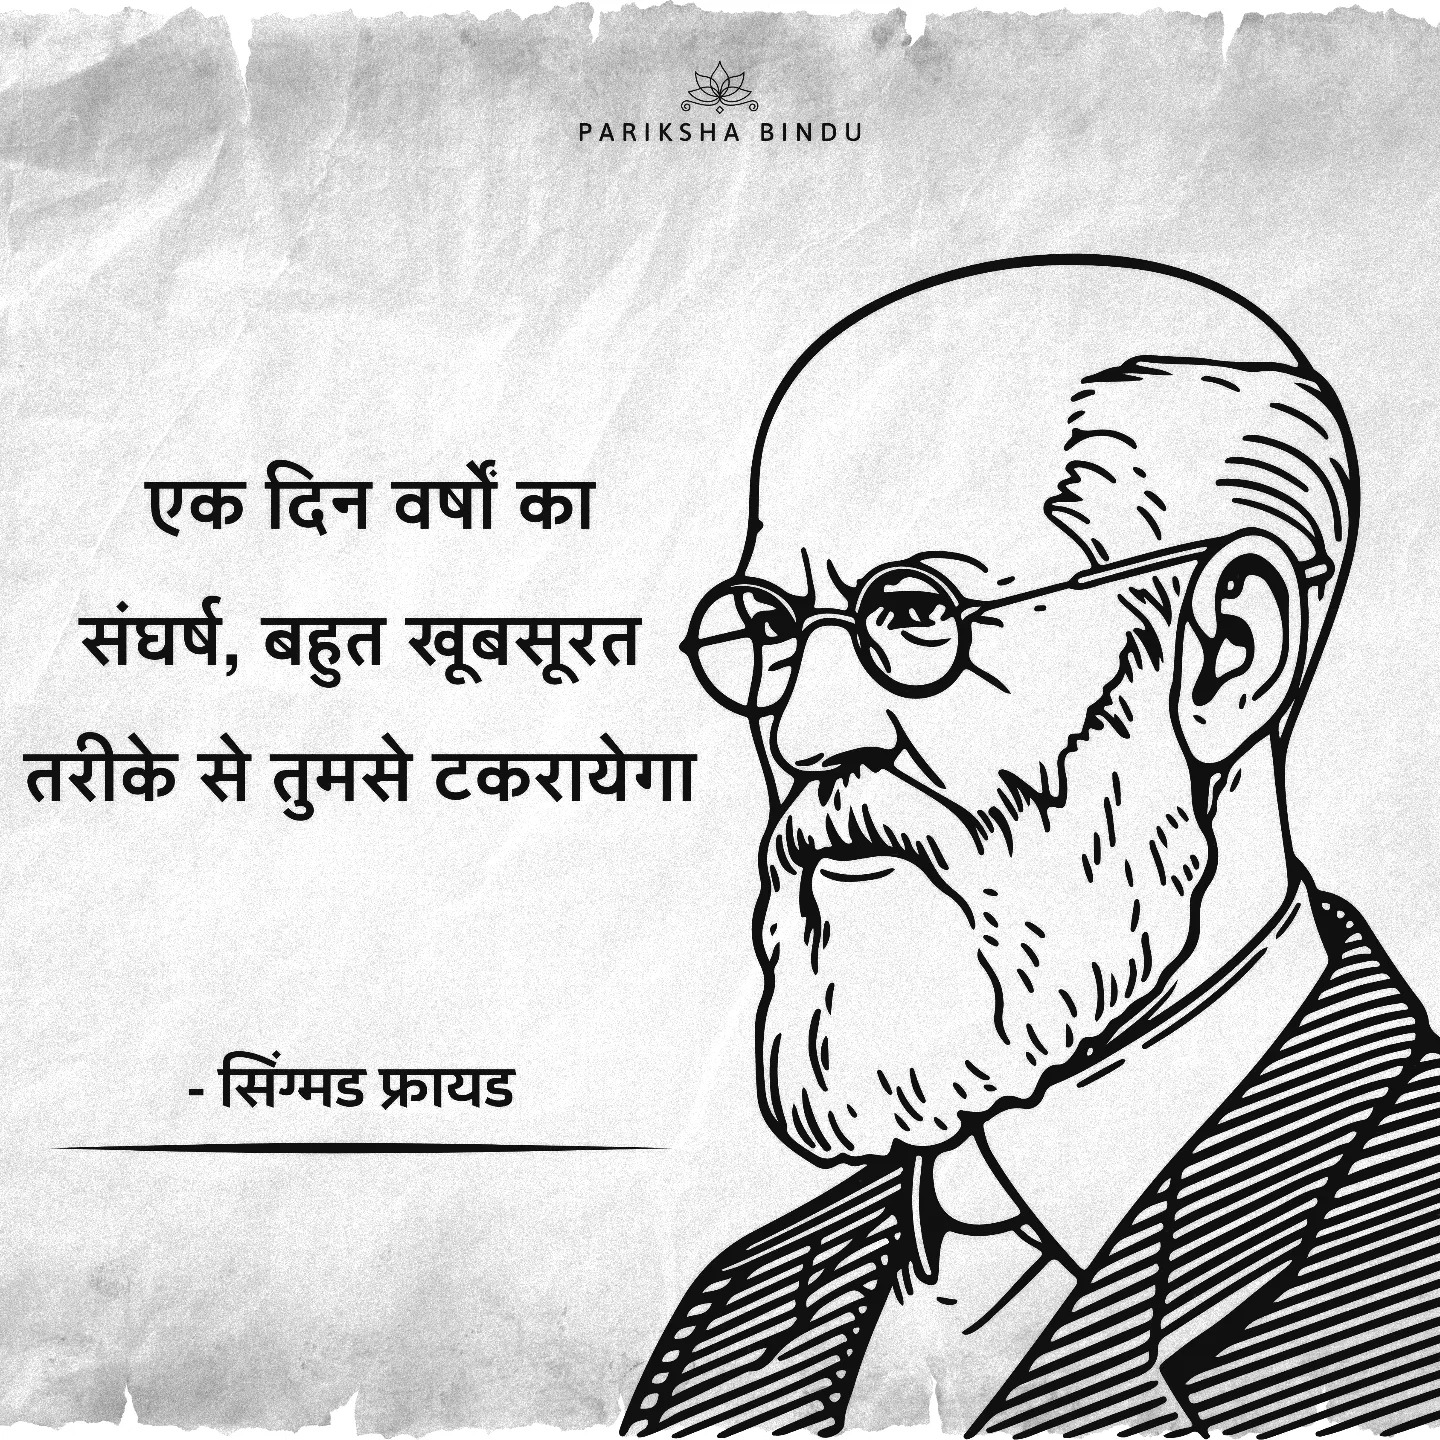 PARIKSHA BINDU
एक दिन वर्षों का
संघर्ष, बहुत खूबसूरत
तरीके से तुमसे टकरायेगा
- सिंग्मड फ्रायड